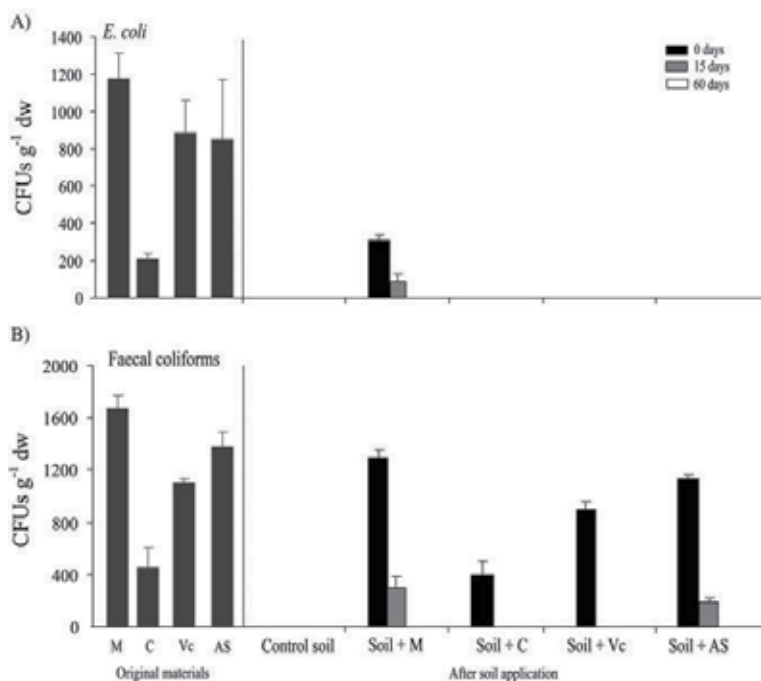 A)
E. coli
0 days
15 days
60 days
1400
1200
1000
800
600
400
200
0
CFUs g-1 dw
B)
Faecal coliforms
2000
1600
1200
800
400
0
CFUs g-1 dw
M C Vc AS Control soil Soil + M Soil + C Soil + Vc Soil + AS
Original materials After soil application